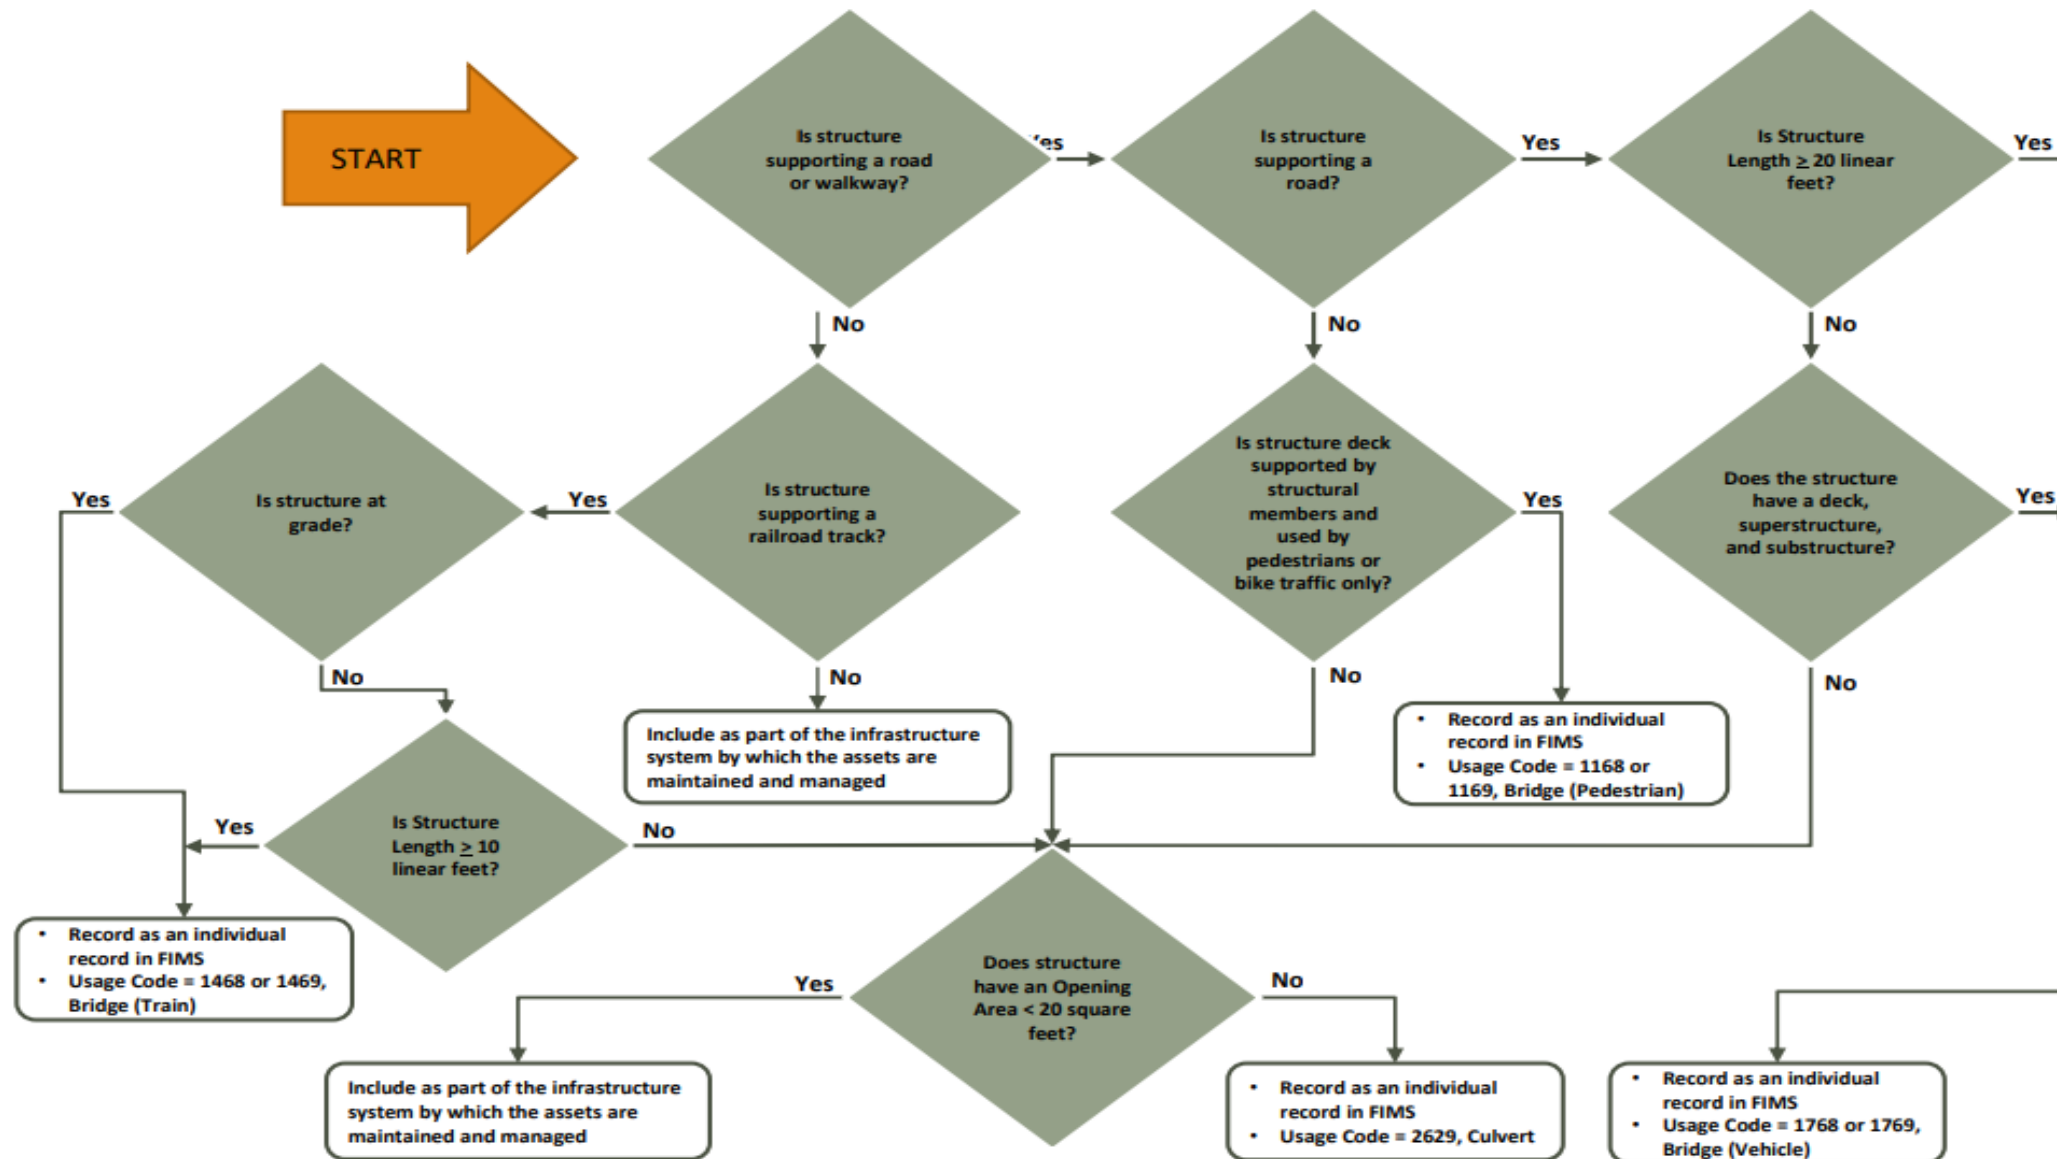 START
Is structure
supporting a road
or walkway?
Yes
Is structure
supporting a
road?
Yes
Is Structure
Length ≥ 20 linear
feet?
Yes
No
No
No
Yes
Is structure at
grade?
Yes
Is structure
supporting a
railroad track?
Is structure deck
supported by
structural
members and
used by
pedestrians or
bike traffic only?
Yes
Does the structure
have a deck,
superstructure,
and substructure?
Yes
No
No
No
No
Include as part of the infrastructure
system by which the assets are
maintained and managed
• Record as an individual
record in FIMS
• Usage Code = 1168 or
1169, Bridge (Pedestrian)
Yes
Is Structure
Length ≥ 10
linear feet?
No
• Record as an individual
record in FIMS
• Usage Code = 1468 or 1469,
Bridge (Train)
Yes
Does structure
have an Opening
Area < 20 square
feet?
No
Include as part of the infrastructure
system by which the assets are
maintained and managed
• Record as an individual
record in FIMS
• Usage Code = 2629, Culvert
• Record as an individual
record in FIMS
• Usage Code = 1768 or 1769,
Bridge (Vehicle)